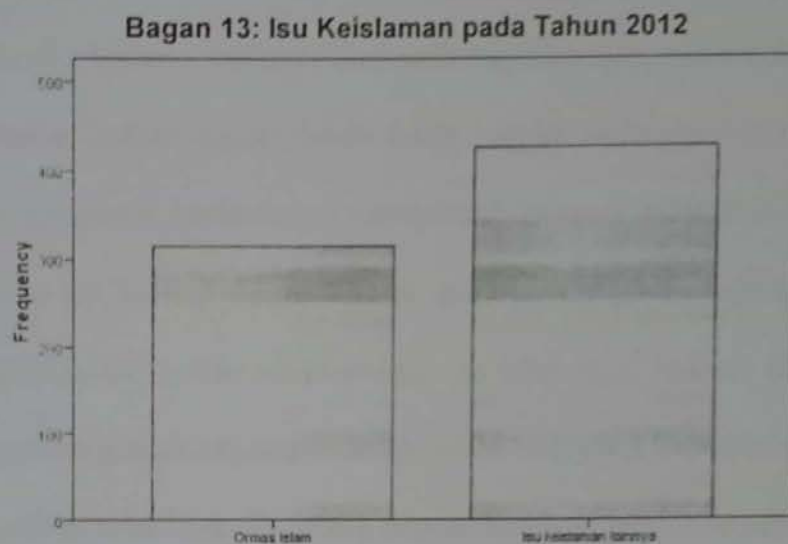 Bagan 13: Isu Keislaman pada Tahun 2012
500
400
300
200
100
0
Frequency
Ormas Islam
Isu keislaman lainnya